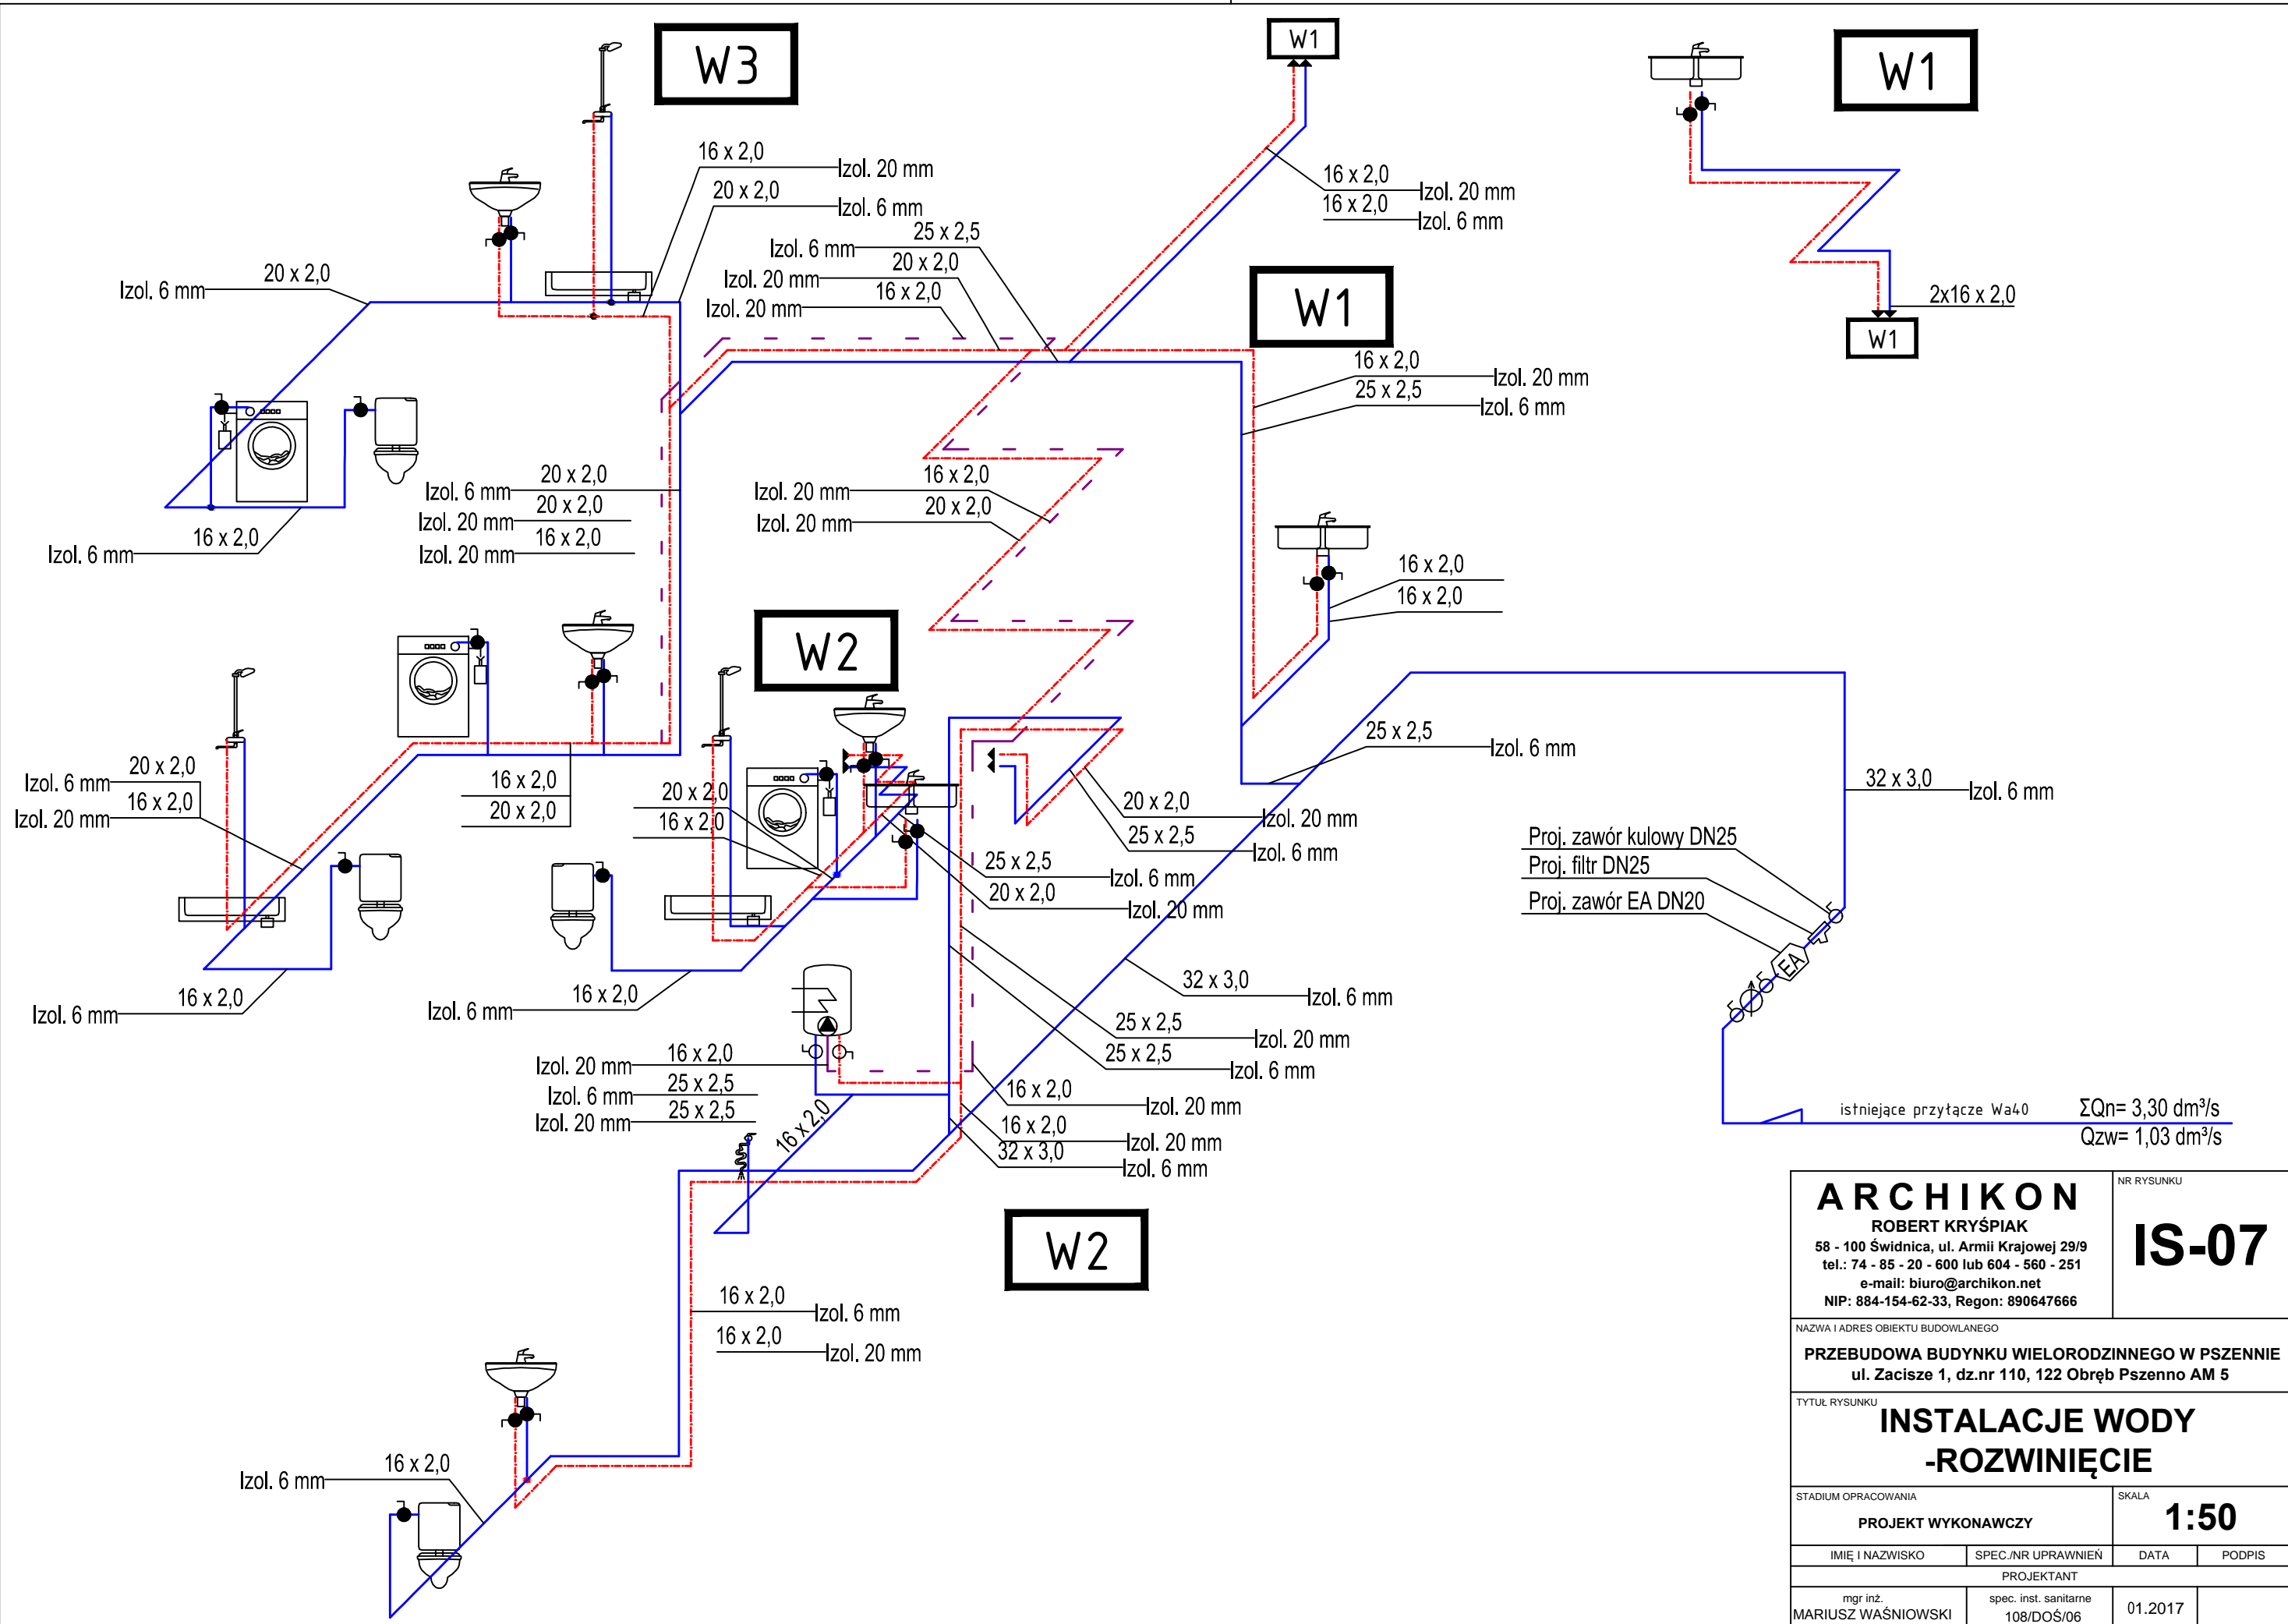 W3
W1
W1
16 x 2,0
Izol. 20 mm
20 x 2,0
Izol. 6 mm
16 x 2,0
Izol. 20 mm
16 x 2,0
Izol. 6 mm
Izol. 6 mm
25 x 2,5
Izol. 20 mm
20 x 2,0
Izol. 20 mm
16 x 2,0
Izol. 6 mm
20 x 2,0
W1
2x16 x 2,0
W1
16 x 2,0
Izol. 20 mm
25 x 2,5
Izol. 6 mm
Izol. 6 mm
20 x 2,0
Izol. 20 mm
20 x 2,0
Izol. 20 mm
16 x 2,0
Izol. 20 mm
16 x 2,0
Izol. 20 mm
20 x 2,0
Izol. 6 mm
16 x 2,0
16 x 2,0
16 x 2,0
W2
25 x 2,5
Izol. 6 mm
Izol. 6 mm
20 x 2,0
Izol. 20 mm
16 x 2,0
16 x 2,0
20 x 2,0
20 x 2,0
16 x 2,0
20 x 2,0
Izol. 20 mm
25 x 2,5
Izol. 6 mm
25 x 2,5
Izol. 6 mm
20 x 2,0
Izol. 20 mm
32 x 3,0
Izol. 6 mm
Proj. zawór kulowy DN25
Proj. filtr DN25
Proj. zawór EA DN20
EA
Izol. 6 mm
16 x 2,0
Izol. 6 mm
16 x 2,0
32 x 3,0
Izol. 6 mm
25 x 2,5
Izol. 20 mm
25 x 2,5
Izol. 6 mm
Izol. 20 mm
16 x 2,0
Izol. 6 mm
25 x 2,5
Izol. 20 mm
25 x 2,5
16 x 2,0
16 x 2,0
Izol. 20 mm
16 x 2,0
Izol. 20 mm
32 x 3,0
Izol. 6 mm
istniejące przyłącze Wa40
ΣQn= 3,30 dm³/s
Qzw= 1,03 dm³/s
W2
16 x 2,0
Izol. 6 mm
16 x 2,0
Izol. 20 mm
Izol. 6 mm
16 x 2,0
ARCHIKON
ROBERT KRYŚPIAK
58 - 100 Świdnica, ul. Armii Krajowej 29/9
tel.: 74 - 85 - 20 - 600 lub 604 - 560 - 251
e-mail: biuro@archikon.net
NIP: 884-154-62-33, Regon: 890647666
NR RYSUNKU
IS-07
NAZWA I ADRES OBIEKTU BUDOWLANEGO
PRZEBUDOWA BUDYNKU WIELORODZINNEGO W PSZENNIE
ul. Zacisze 1, dz.nr 110, 122 Obręb Pszenno AM 5
TYTUŁ RYSUNKU
INSTALACJE WODY
-ROZWINIĘCIE
STADIUM OPRACOWANIA
PROJEKT WYKONAWCZY
SKALA
1:50
IMIĘ I NAZWISKO
SPEC./NR UPRAWNIEŃ
DATA
PODPIS
PROJEKTANT
mgr inż.
MARIUSZ WAŚNIOWSKI
spec. inst. sanitarne
108/DOŚ/06
01.2017